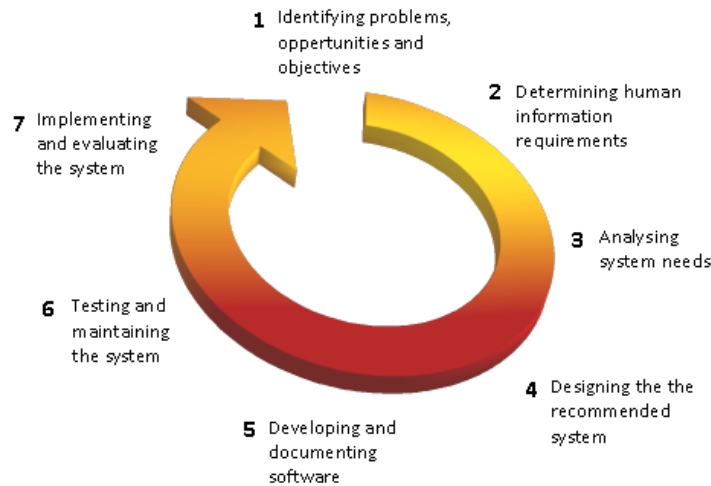 1 Identifying problems,
oppertunities and
objectives
2 Determining human
information
requirements
3 Analysing
system needs
4 Designing the the
recommended
system
5 Developing and
documenting
software
6 Testing and
maintaining
the system
7 Implementing
and evaluating
the system